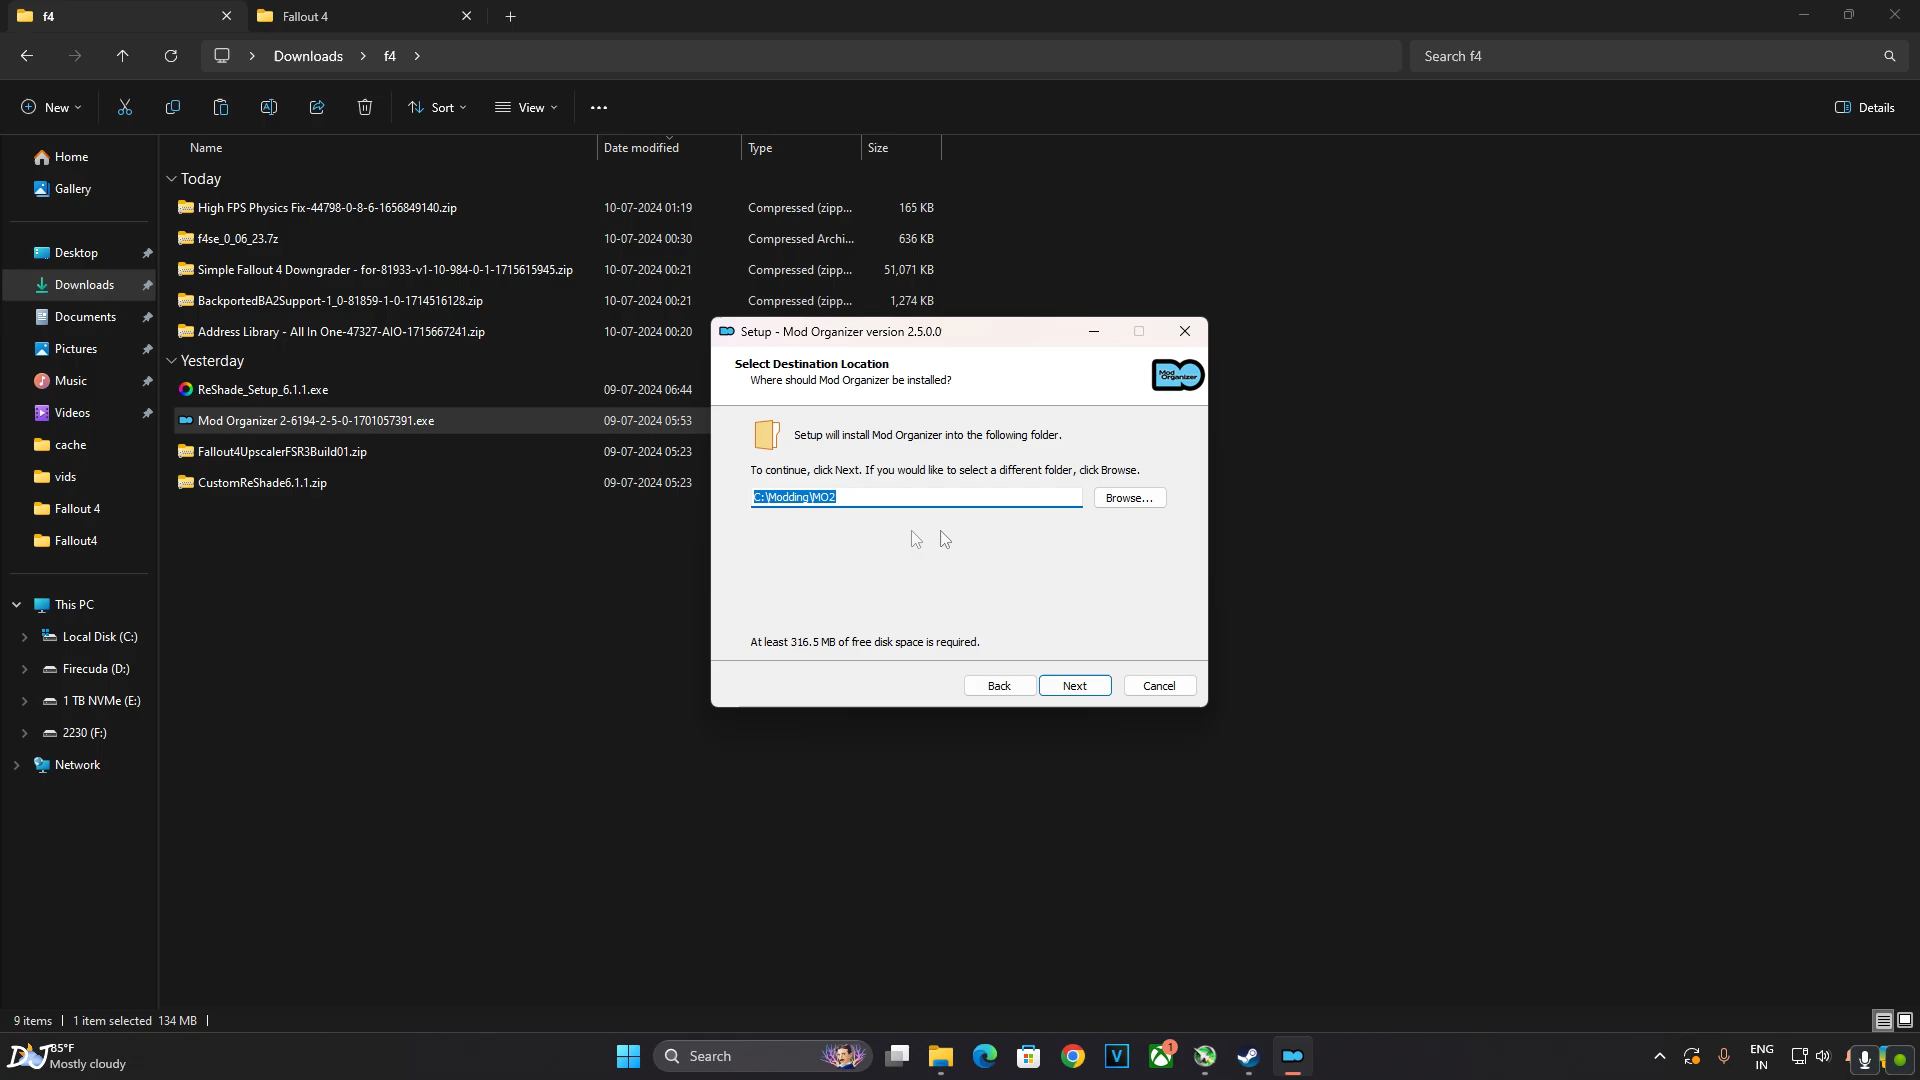 f4
Fallout 4
Downloads
f4
Search f4
New
Sort
View
Details
Name
Date modified
Type
Size
Home
Gallery
Desktop
Downloads
Documents
Pictures
Music
Videos
cache
vids
Fallout 4
Fallout4
This PC
Local Disk (C:)
Firecuda (D:)
1 TB NVMe (E:)
2230 (F:)
Network
Today
High FPS Physics Fix-44798-0-8-6-1656849140.zip 10-07-2024 01:19 Compressed (zipp... 165 KB
f4se_0_06_23.7z 10-07-2024 00:30 Compressed Archi... 636 KB
Simple Fallout 4 Downgrader - for-81933-v1-10-984-0-1-1715615945.zip 10-07-2024 00:21 Compressed (zipp... 51,071 KB
BackportedBA2Support-1_0-81859-1-0-1714516128.zip 10-07-2024 00:21 Compressed (zipp... 1,274 KB
Address Library - All In One-47327-AIO-1715667241.zip 10-07-2024 00:20
Yesterday
ReShade_Setup_6.1.1.exe 09-07-2024 06:44
Mod Organizer 2-6194-2-5-0-1701057391.exe 09-07-2024 05:53
Fallout4UpscalerFSR3Build01.zip 09-07-2024 05:23
CustomReShade6.1.1.zip 09-07-2024 05:23
Setup - Mod Organizer version 2.5.0.0
Select Destination Location
Where should Mod Organizer be installed?
Mod Organizer
Setup will install Mod Organizer into the following folder.
To continue, click Next. If you would like to select a different folder, click Browse.
C:\Modding\MO2
Browse...
At least 316.5 MB of free disk space is required.
Back
Next
Cancel
9 items 1 item selected 134 MB
DJ
85°F
Mostly cloudy
Search
V
1
ENG
IN